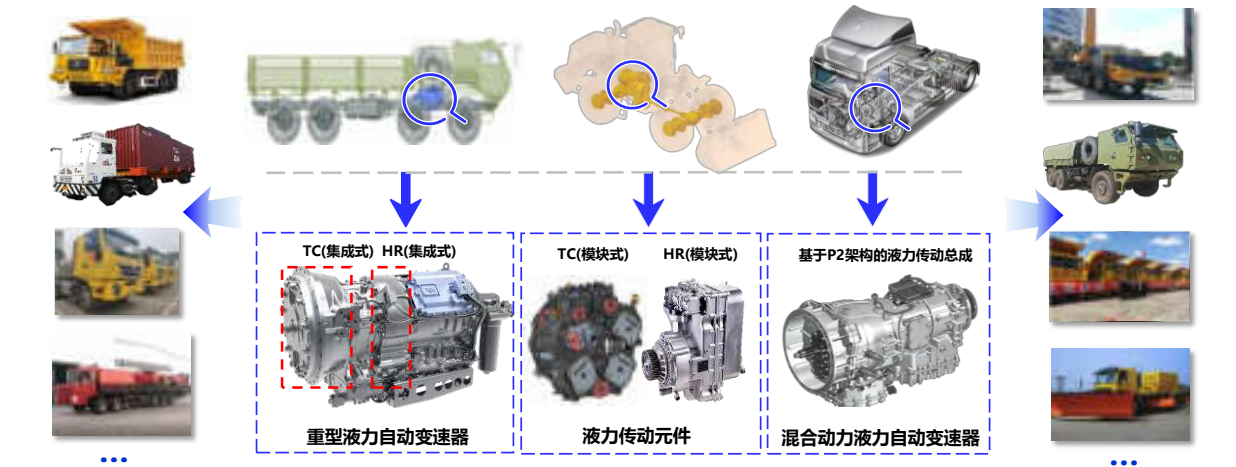 TC(集成式) HR(集成式)
TC(模块式) HR(模块式)
基于P2架构的液力传动总成
重型液力自动变速器
液力传动元件
混合动力液力自动变速器
...
...